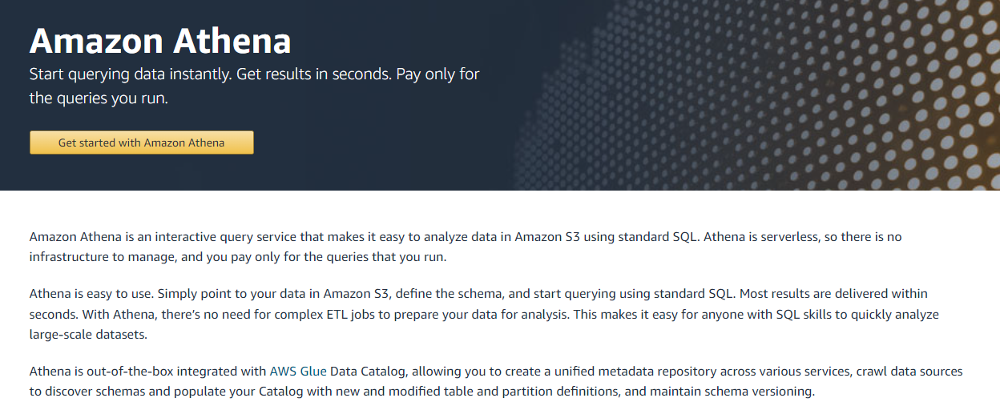 Amazon Athena
Start querying data instantly. Get results in seconds. Pay only for
the queries you run.
Get started with Amazon Athena
Amazon Athena is an interactive query service that makes it easy to analyze data in Amazon S3 using standard SQL. Athena is serverless, so there is no
infrastructure to manage, and you pay only for the queries that you run.
Athena is easy to use. Simply point to your data in Amazon S3, define the schema, and start querying using standard SQL. Most results are delivered within
seconds. With Athena, there’s no need for complex ETL jobs to prepare your data for analysis. This makes it easy for anyone with SQL skills to quickly analyze
large-scale datasets.
Athena is out-of-the-box integrated with AWS Glue Data Catalog, allowing you to create a unified metadata repository across various services, crawl data sources
to discover schemas and populate your Catalog with new and modified table and partition definitions, and maintain schema versioning.